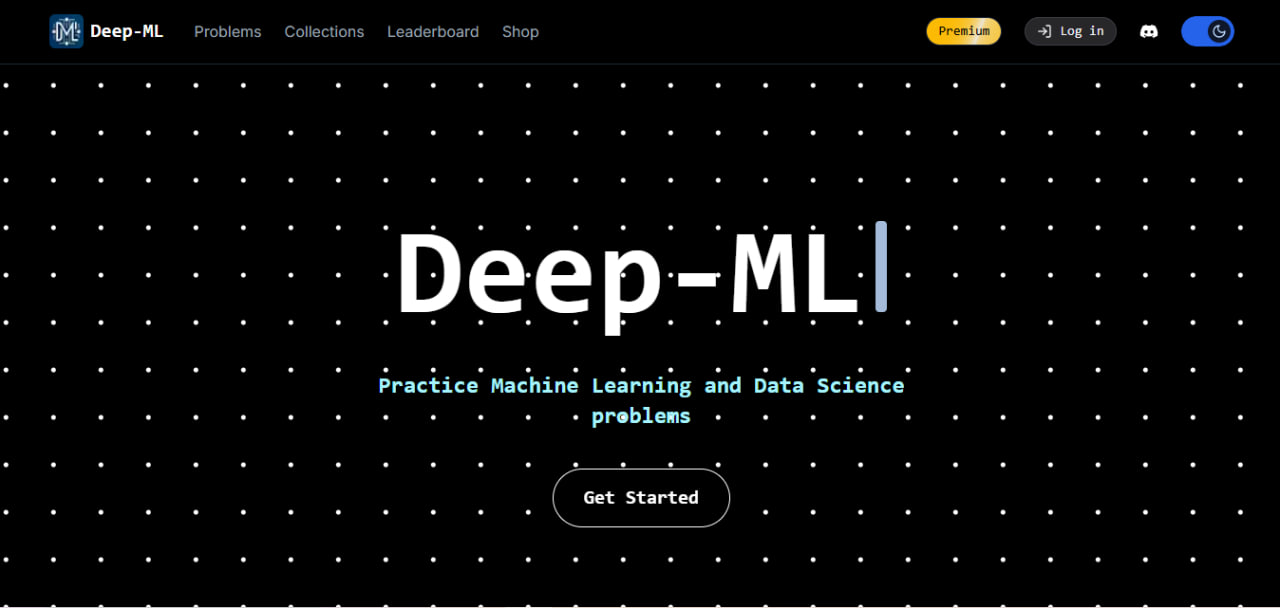 Deep-ML Problems Collections Leaderboard Shop Premium Log in
Deep-ML
Practice Machine Learning and Data Science
problems
Get Started